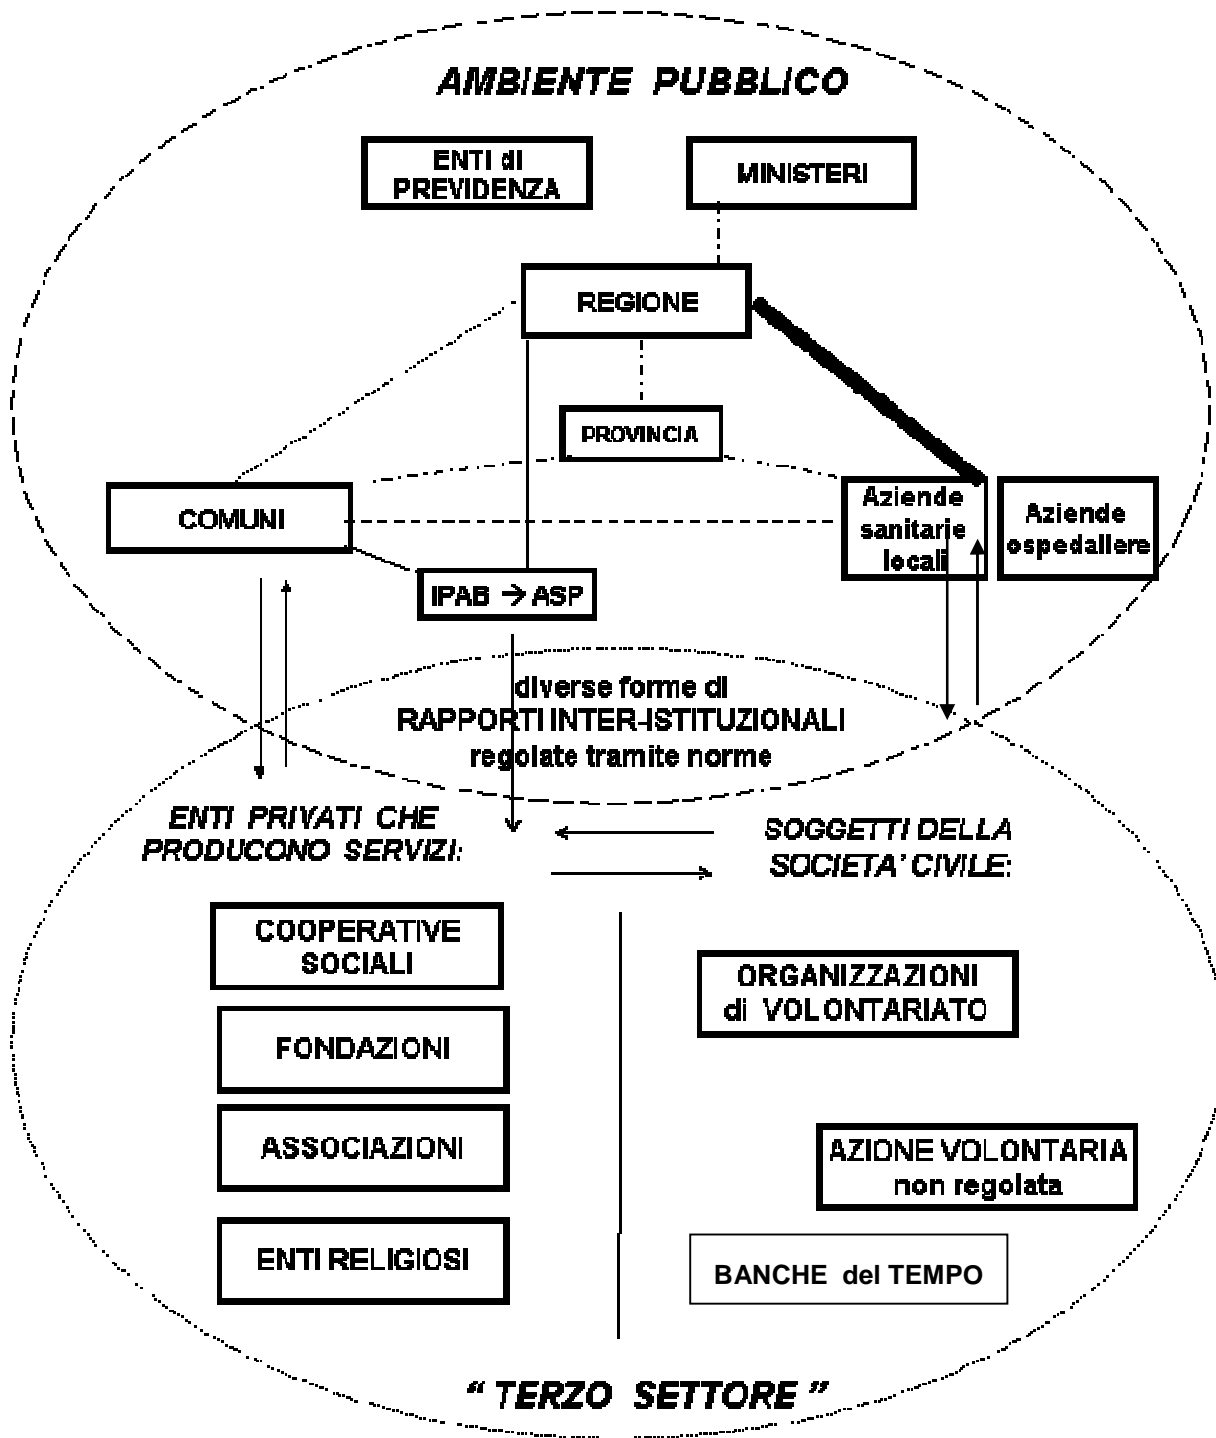 AMBIENTE PUBBLICO
ENTI di
PREVIDENZA
MINISTERI
REGIONE
PROVINCIA
COMUNI
Aziende
sanitarie
locali
Aziende
ospedaliere
IPAB → ASP
diverse forme di
RAPPORTI INTER-ISTITUZIONALI
regolate tramite norme
ENTI PRIVATI CHE
PRODUCONO SERVIZI:
SOGGETTI DELLA
SOCIETA' CIVILE:
COOPERATIVE
SOCIALI
FONDAZIONI
ASSOCIAZIONI
ENTI RELIGIOSI
ORGANIZZAZIONI
di VOLONTARIATO
AZIONE VOLONTARIA
non regolata
BANCHE del TEMPO
" TERZO SETTORE "